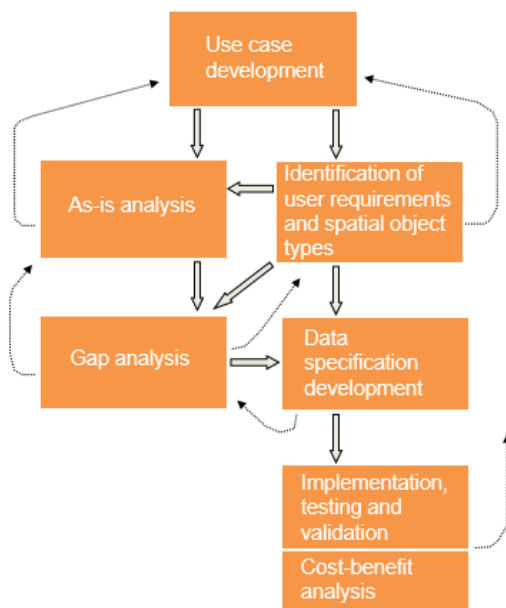 Use case
development
As-is analysis
Identification of
user requirements
and spatial object
types
Gap analysis
Data
specification
development
Implementation,
testing and
validation
Cost-benefit
analysis